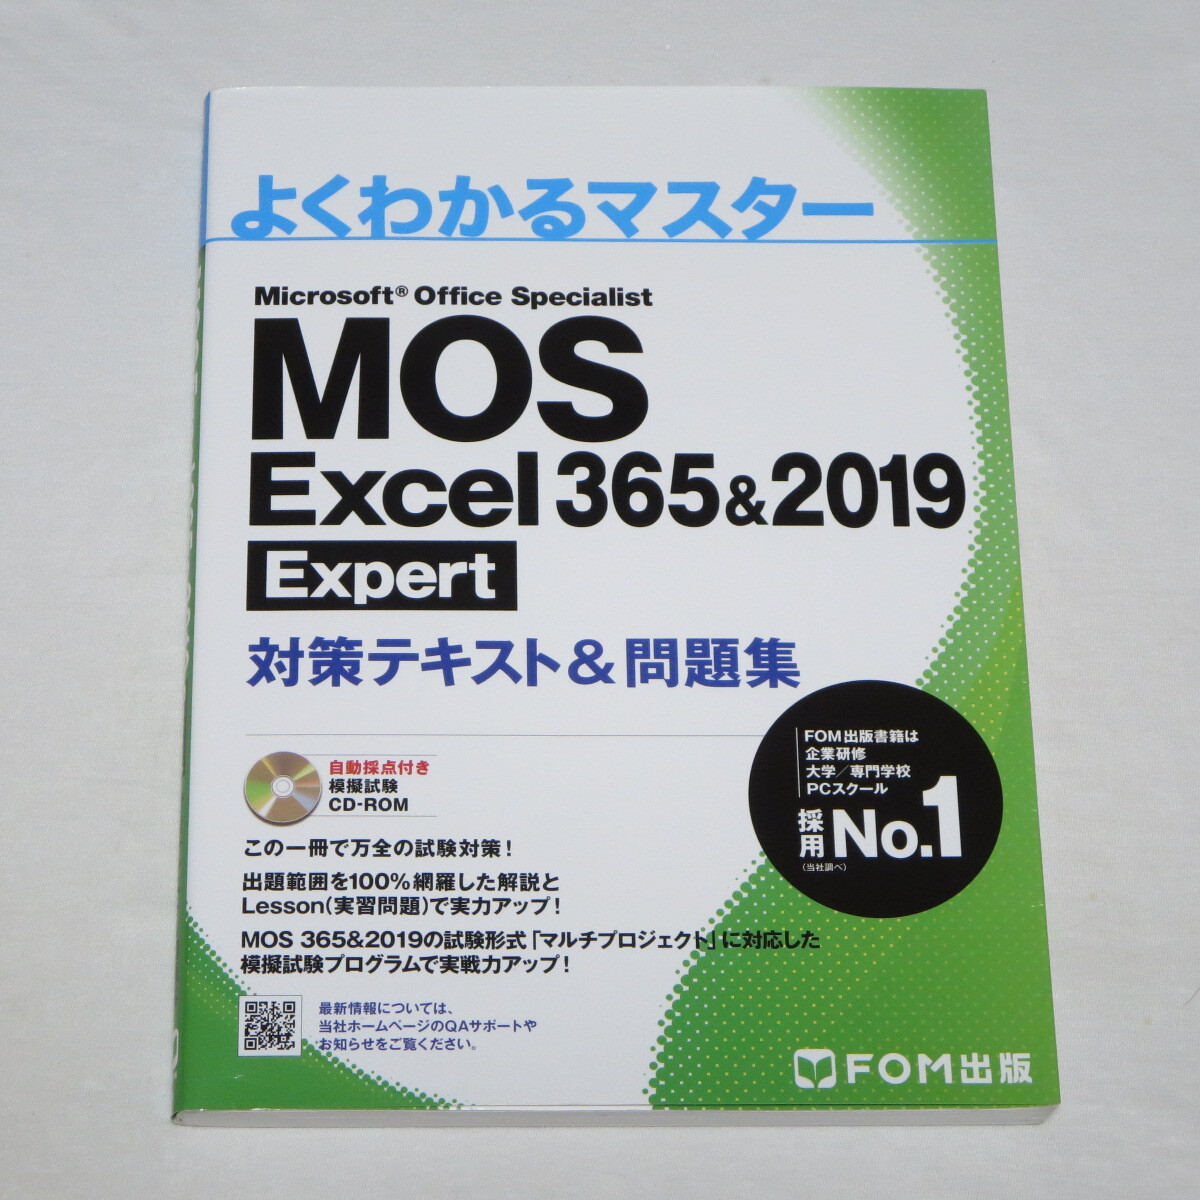 よくわかるマスター
Microsoft® Office Specialist
MOS
Excel 365&2019
Expert
対策テキスト&問題集
FOM出版書籍は
企業研修
大学/専門学校
PCスクール
採用 No.1
(当社調べ)
自動採点付き
模擬試験
CD-ROM
この一冊で万全の試験対策!
出題範囲を100%網羅した解説と
Lesson(実習問題)で実力アップ!
MOS 365&2019の試験形式「マルチプロジェクト」に対応した
模擬試験プログラムで実戦力アップ!
最新情報については、
当社ホームページのQAサポートや
お知らせをご覧ください。
FOM出版